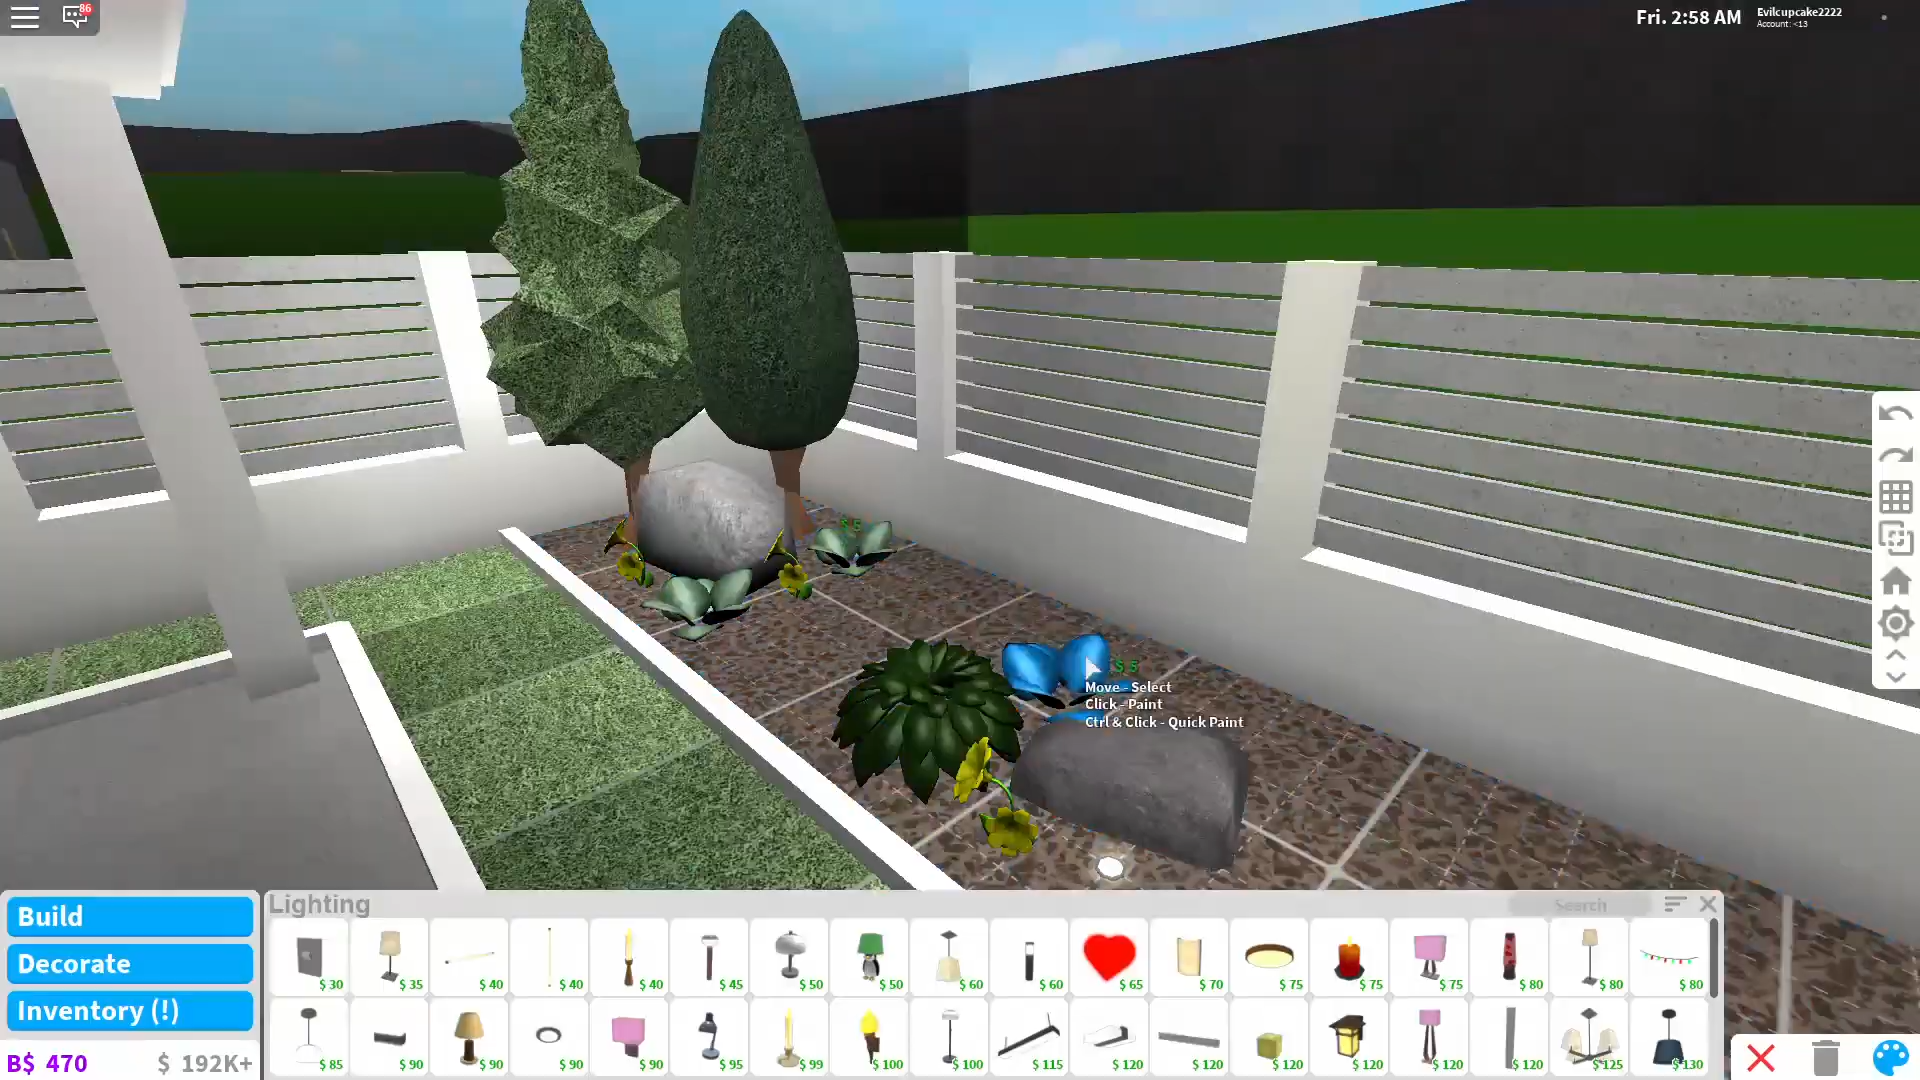 86
Fri. 2:58 AM
Evilcupcake2222
Account: <13
$ 5
$ 5
Move - Select
Click - Paint
Ctrl & Click - Quick Paint
Build
Decorate
Inventory (!)
B$ 470
$ 192K+
Lighting
Search
$ 30 $ 35 $ 40 $ 40 $ 40 $ 45 $ 50 $ 50 $ 60 $ 60 $ 65 $ 70 $ 75 $ 75 $ 75 $ 80 $ 80 $ 80
$ 85 $ 90 $ 90 $ 90 $ 90 $ 95 $ 99 $ 100 $ 100 $ 115 $ 120 $ 120 $ 120 $ 120 $ 120 $ 120 $ 125 $ 130